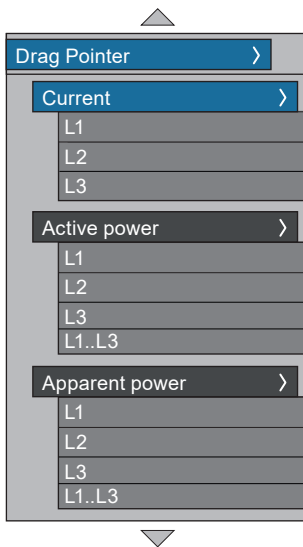 Drag Pointer
Current
L1
L2
L3
Active power
L1
L2
L3
L1..L3
Apparent power
L1
L2
L3
L1..L3